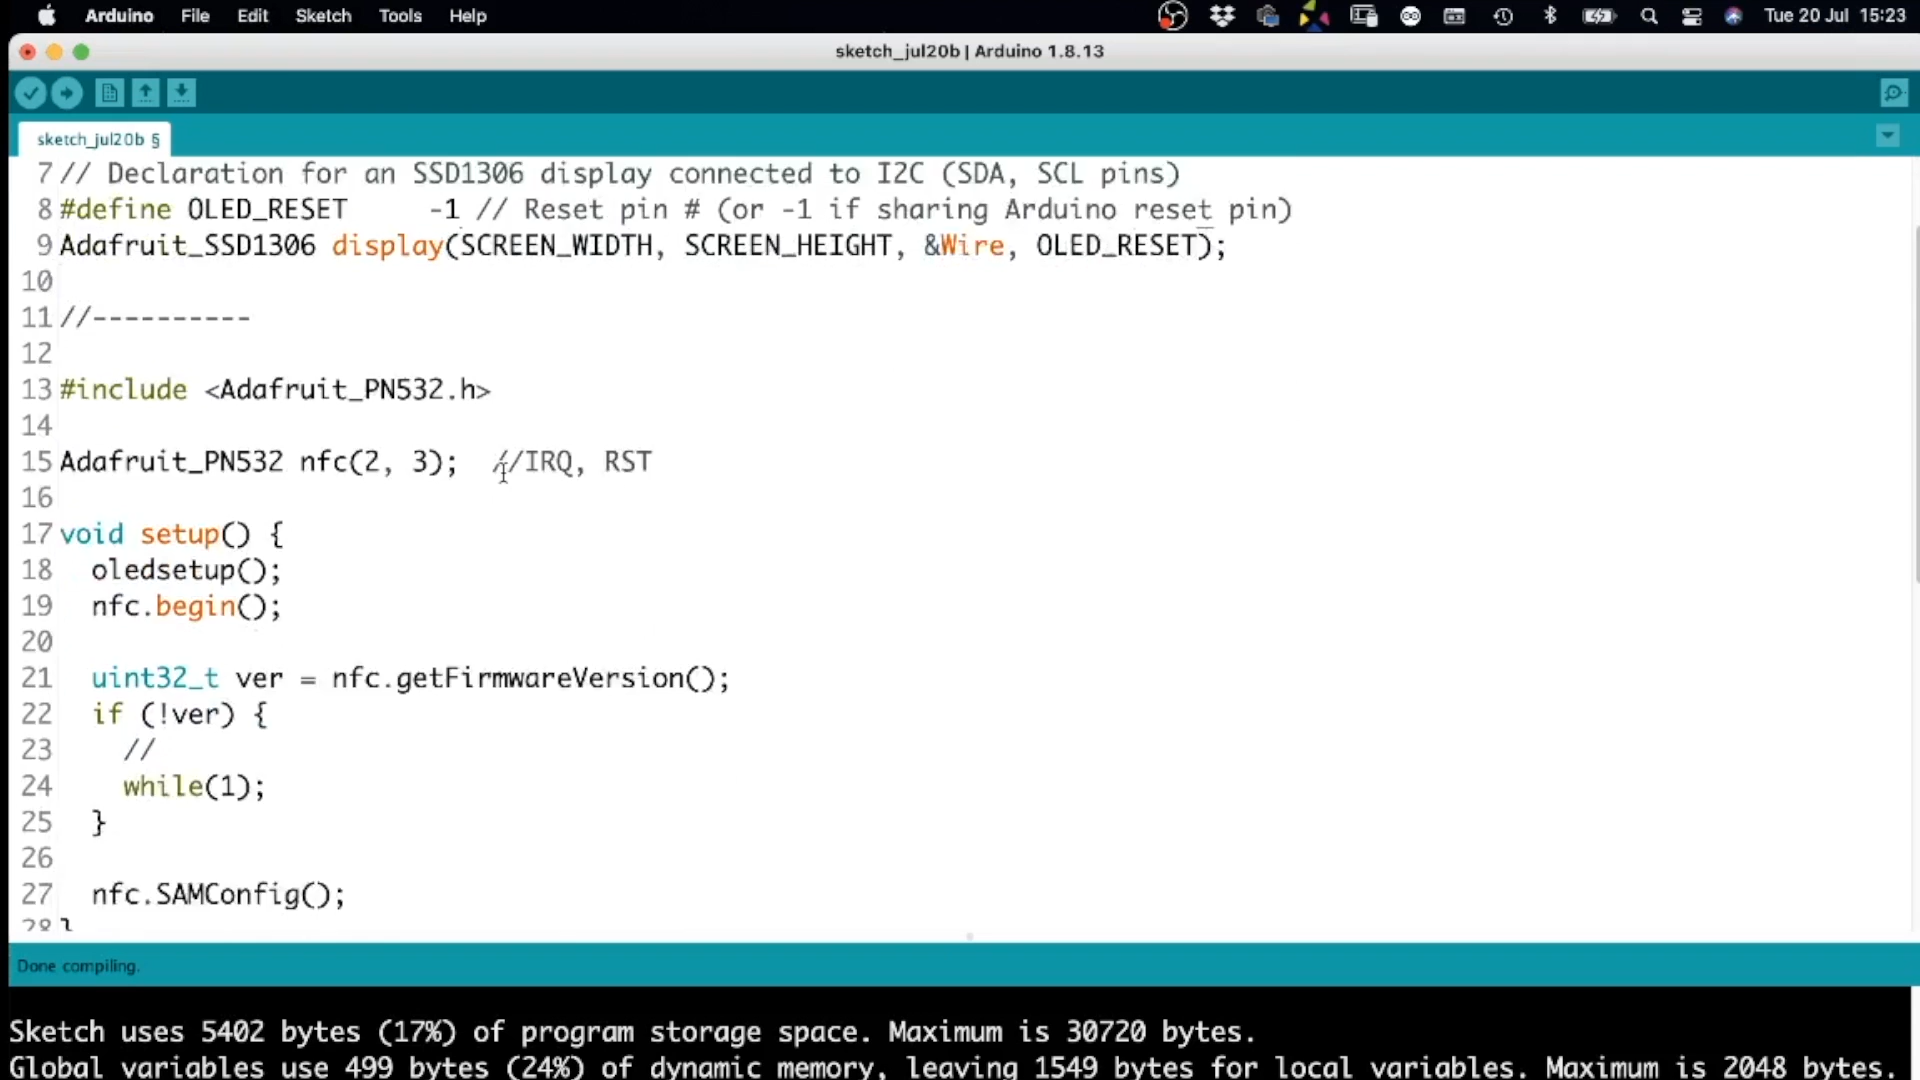 Arduino File Edit Sketch Tools Help Tue 20 Jul 15:23
sketch_jul20b | Arduino 1.8.13
sketch_jul20b §
7 // Declaration for an SSD1306 display connected to I2C (SDA, SCL pins)
8 #define OLED_RESET     -1 // Reset pin # (or -1 if sharing Arduino reset pin)
9 Adafruit_SSD1306 display(SCREEN_WIDTH, SCREEN_HEIGHT, &Wire, OLED_RESET);
10
11 //----------
12
13 #include <Adafruit_PN532.h>
14
15 Adafruit_PN532 nfc(2, 3);  //IRQ, RST
16
17 void setup() {
18   oledsetup();
19   nfc.begin();
20
21   uint32_t ver = nfc.getFirmwareVersion();
22   if (!ver) {
23     //
24     while(1);
25   }
26
27   nfc.SAMConfig();
28 }
Done compiling.
Sketch uses 5402 bytes (17%) of program storage space. Maximum is 30720 bytes.
Global variables use 499 bytes (24%) of dynamic memory, leaving 1549 bytes for local variables. Maximum is 2048 bytes.